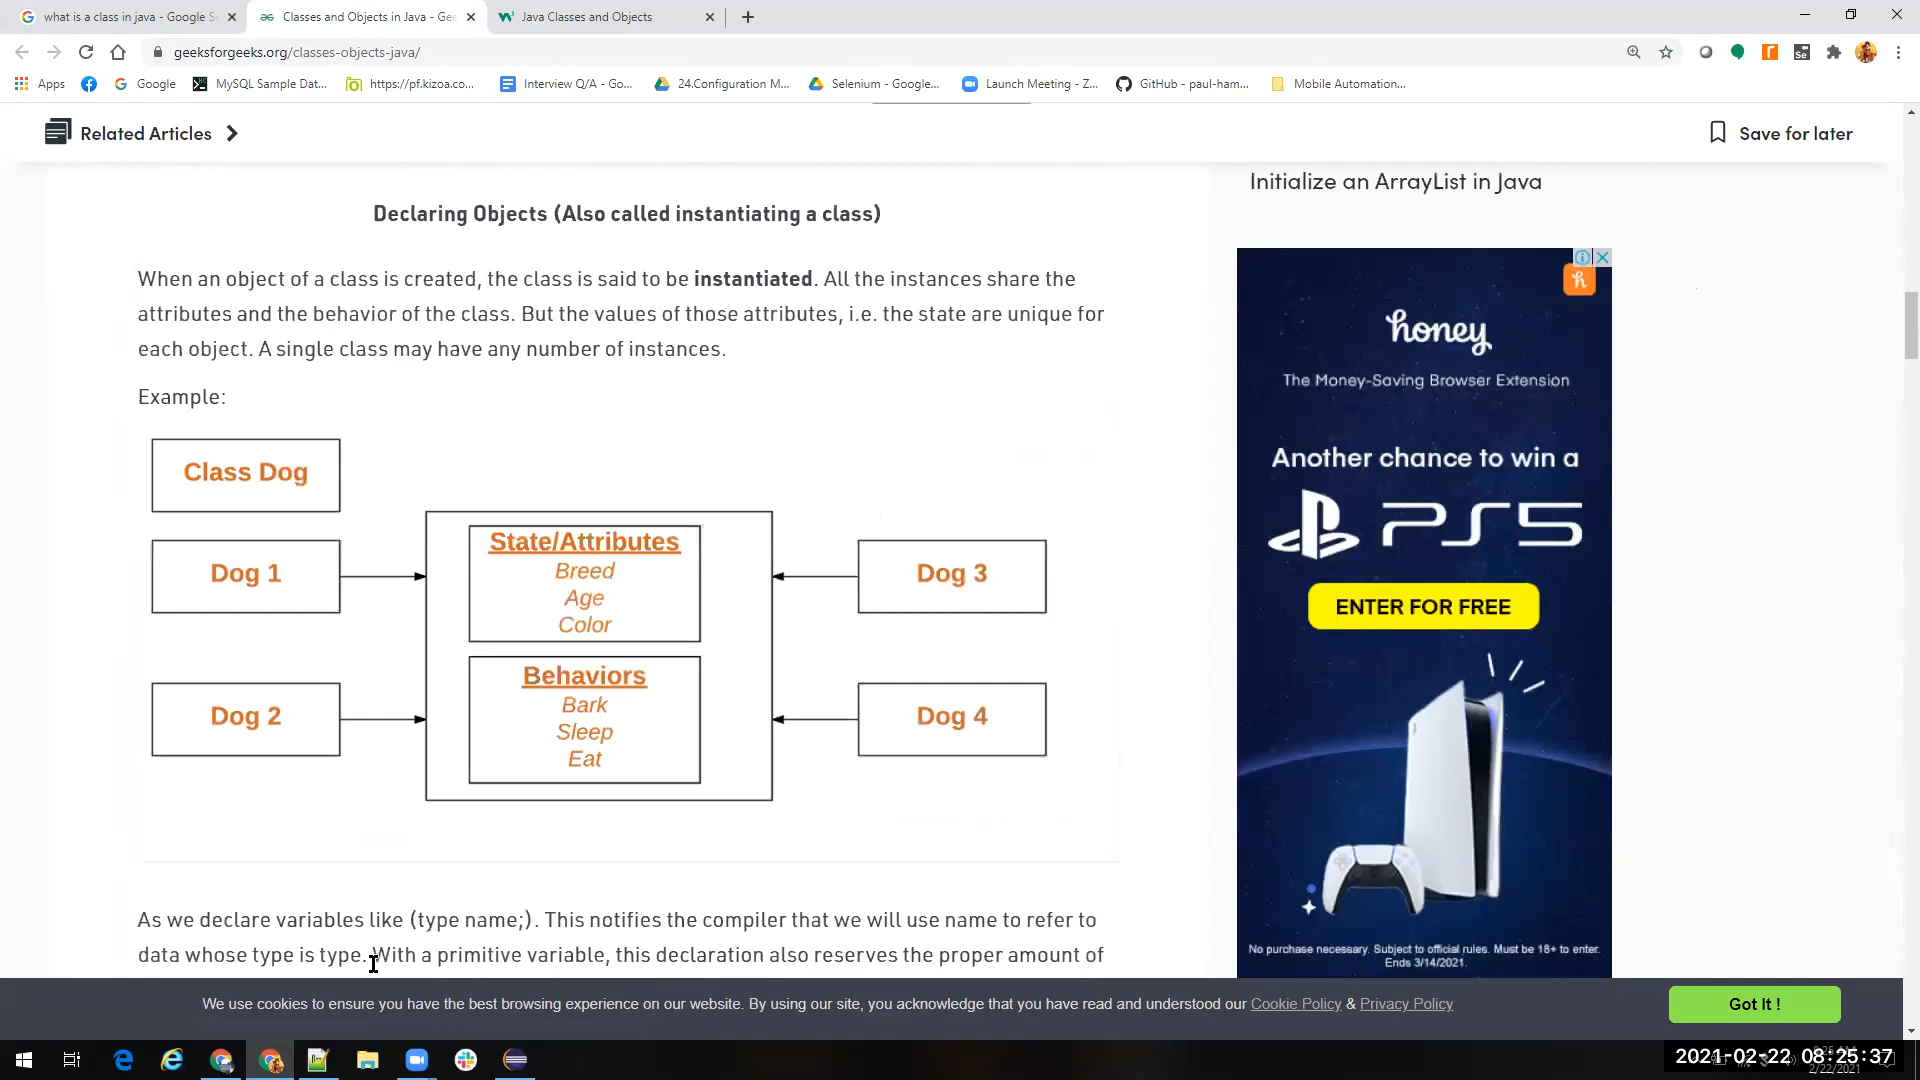 what is a class in java - Google S
Classes and Objects in Java - Gee
Java Classes and Objects
geeksforgeeks.org/classes-objects-java/
Apps
Google
MySQL Sample Dat...
https://pf.kizoa.co...
Interview Q/A - Go...
24.Configuration M...
Selenium - Google...
Launch Meeting - Z...
GitHub - paul-ham...
Mobile Automation...
Related Articles
Save for later
Declaring Objects (Also called instantiating a class)
When an object of a class is created, the class is said to be instantiated. All the instances share the
attributes and the behavior of the class. But the values of those attributes, i.e. the state are unique for
each object. A single class may have any number of instances.
Example:
Class Dog
Dog 1
Dog 2
State/Attributes
Breed
Age
Color
Behaviors
Bark
Sleep
Eat
Dog 3
Dog 4
As we declare variables like (type name;). This notifies the compiler that we will use name to refer to
data whose type is type. With a primitive variable, this declaration also reserves the proper amount of
Initialize an ArrayList in Java
honey
The Money-Saving Browser Extension
Another chance to win a
PS5
ENTER FOR FREE
No purchase necessary. Subject to official rules. Must be 18+ to enter.
Ends 3/14/2021.
We use cookies to ensure you have the best browsing experience on our website. By using our site, you acknowledge that you have read and understood our Cookie Policy & Privacy Policy
Got It !
2021-02-22 08:25:37
2/22/2021